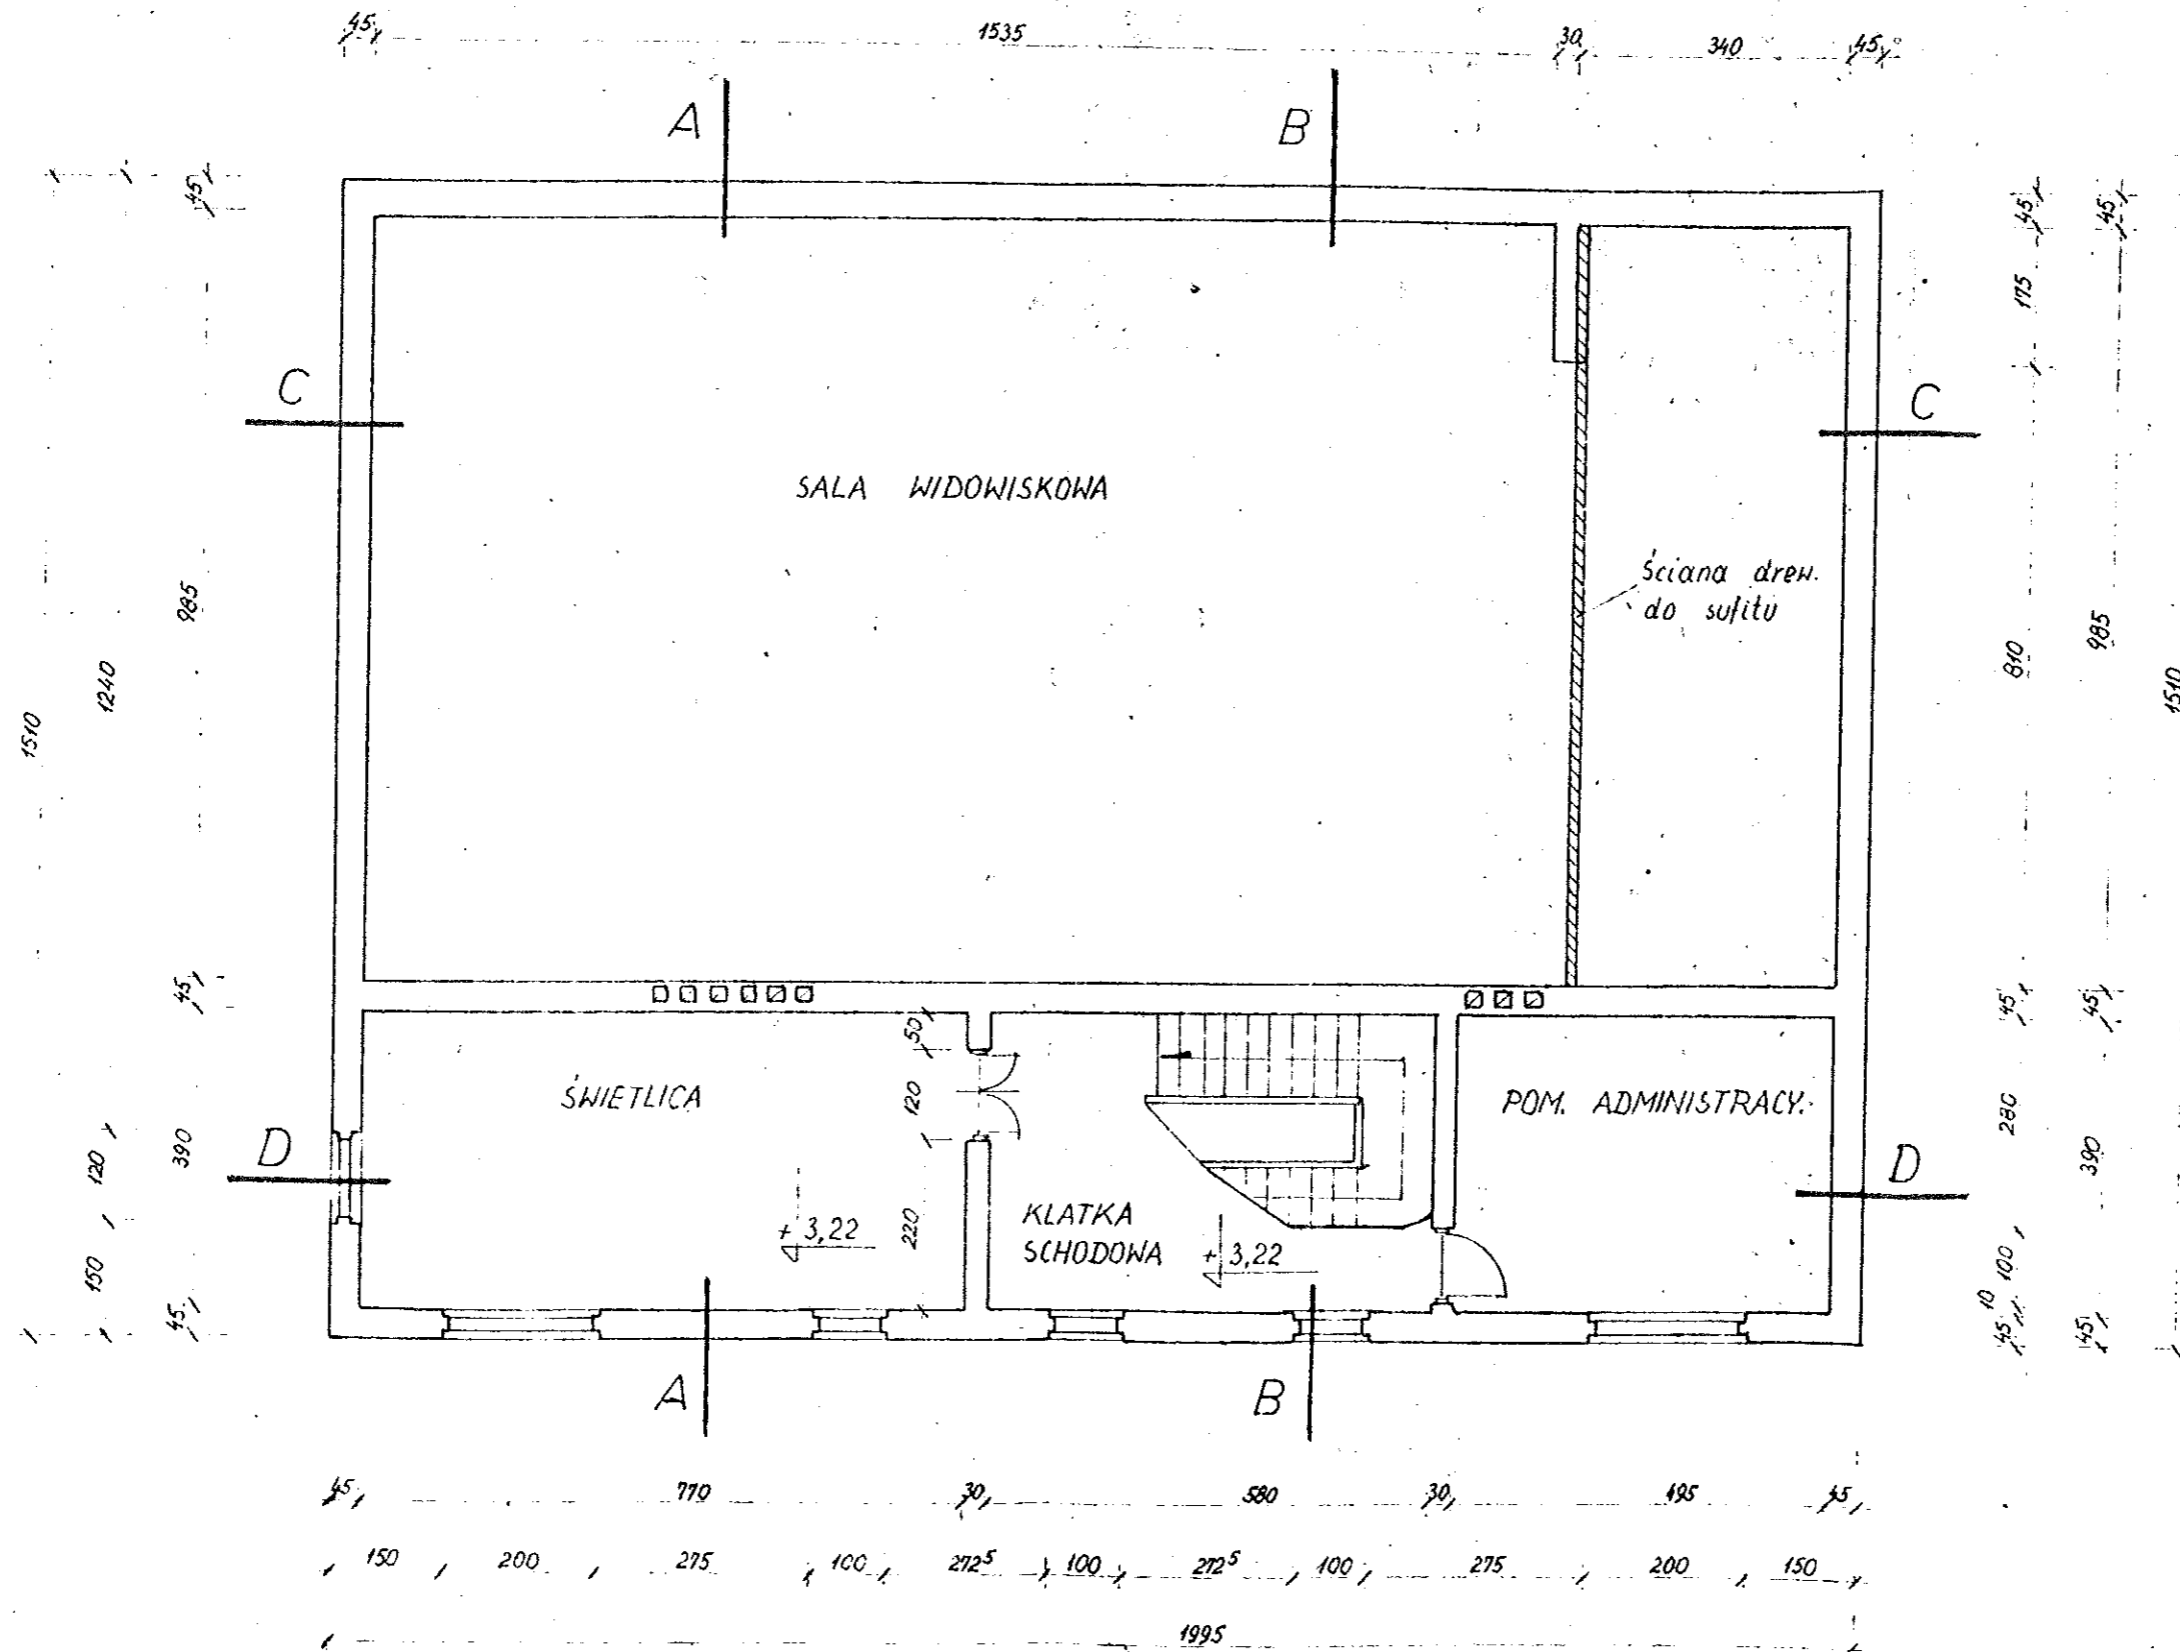 45 1535 30 340 45
A B
45 45 45
175
C C
SALA WIDOWISKOWA
Ściana drew.
do sufitu
985 810 985
1240
1510 1510
45 45 45
50
ŚWIETLICA 120 POM. ADMINISTRACY.
280
120 390 390
D D
220
+ 3,22
KLATKA
SCHODOWA
+ 3,22
150 100
10
45 45 45
A B
45 770 30 580 30 495 45
150 200 275 100 272⁵ 100 272⁵ 100 275 200 150
1995